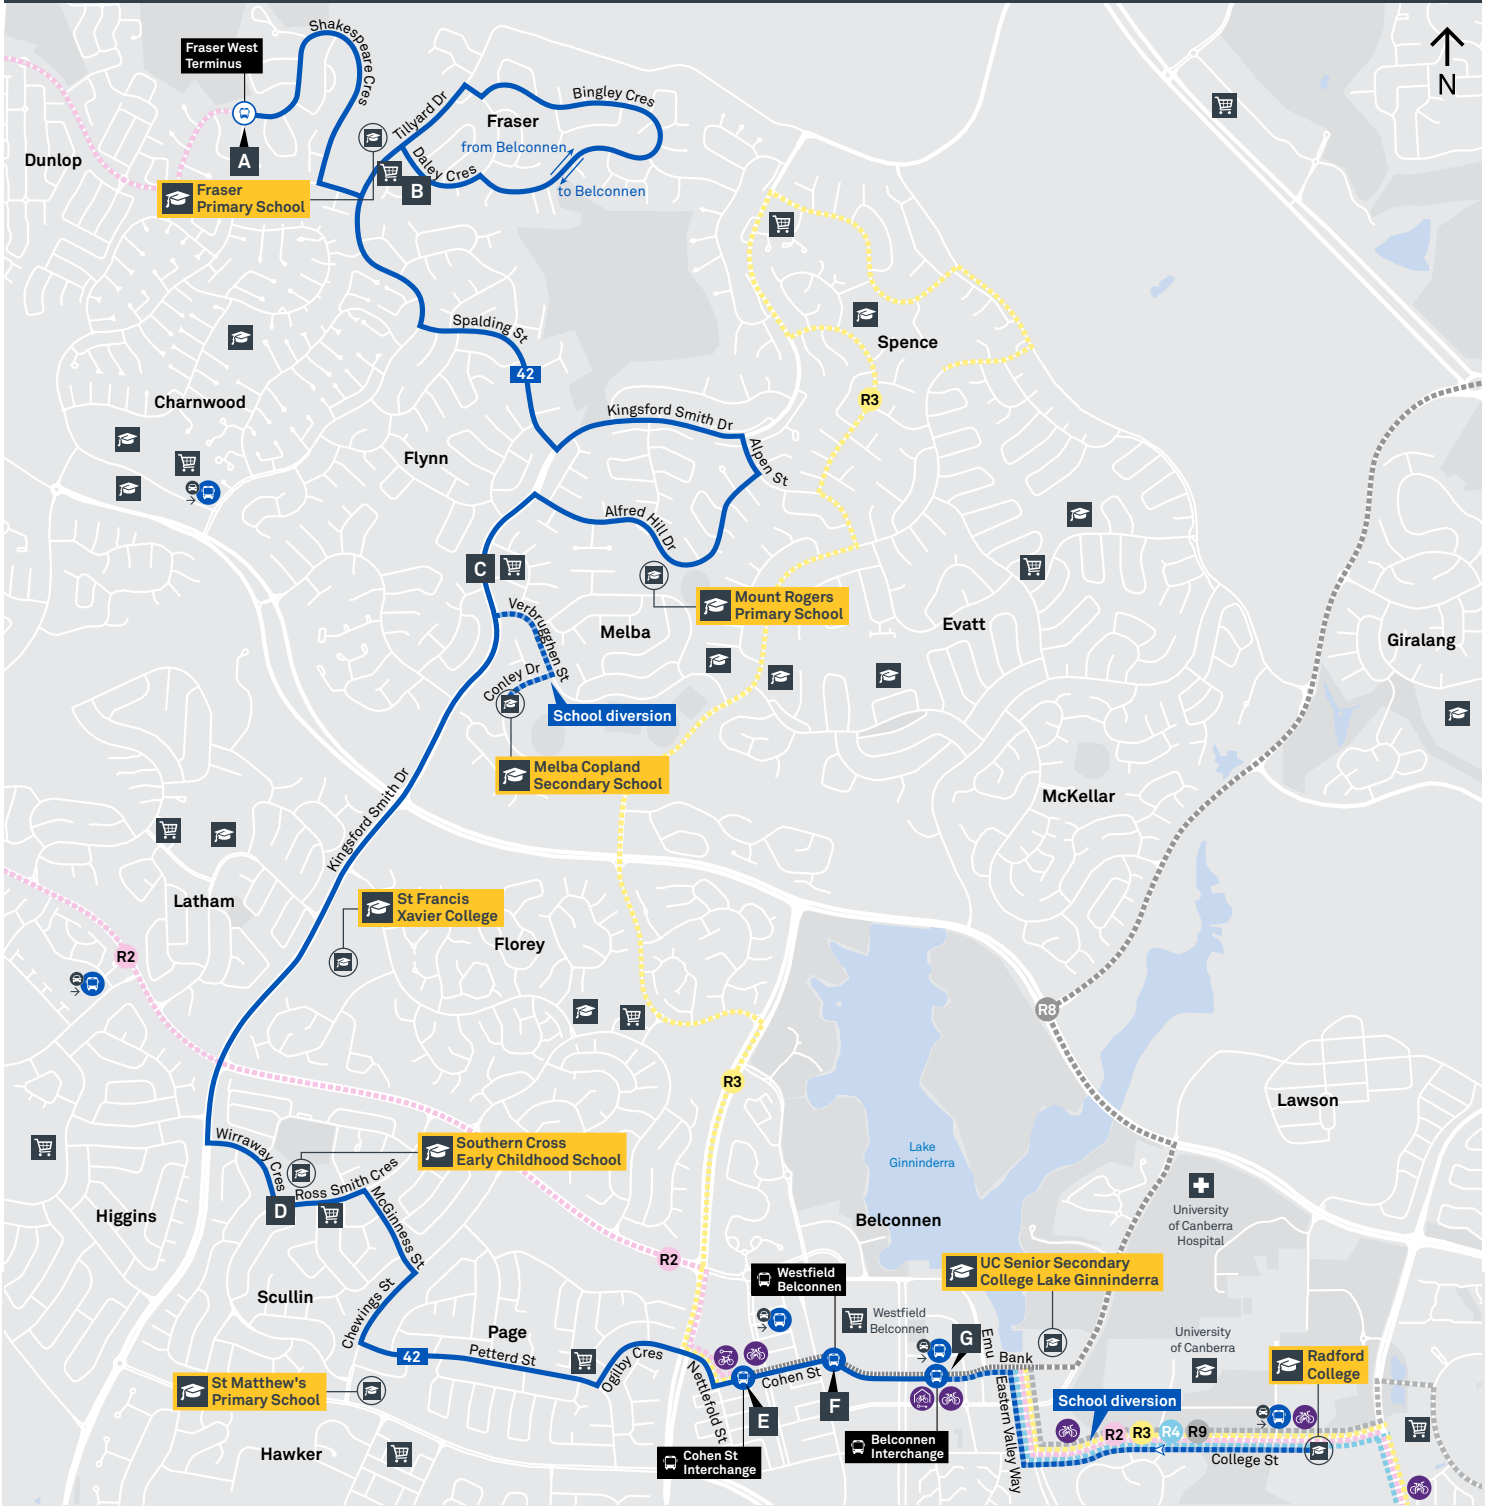 Shakespeare Cres
Fraser West
Terminus
N
A
Dunlop
Fraser
Primary School
Tillyard Dr
Bingley Cres
Fraser
from Belconnen
to Belconnen
Daley Cres
B
Spalding St
42
Spence
R3
Charnwood
Flynn
Kingsford Smith Dr
Alpen St
Alfred Hill Dr
C
Mount Rogers
Primary School
Verbrugghen St
Melba
Evatt
Giralang
Conley Dr
School diversion
Melba Copland
Secondary School
McKellar
Kingsford Smith Dr
Latham
St Francis
Xavier College
Florey
R2
R8
R3
Lawson
Wirraway Cres
Southern Cross
Early Childhood School
Lake
Ginninderra
Ross Smith Cres
D
McGinness St
Higgins
Belconnen
University
of Canberra
Hospital
R2
Westfield
Belconnen
UC Senior Secondary
College Lake Ginninderra
Scullin
Chewings St
Page
42
Petterd St
Ogilby Cres
Westfield
Belconnen
G
Emu
Bank
University
of Canberra
Radford
College
St Matthew's
Primary School
Nettlefold St
Cohen St
E
F
Eastern Valley Way
School diversion
R2
R3
R4
R9
College St
Hawker
Cohen St
Interchange
Belconnen
Interchange